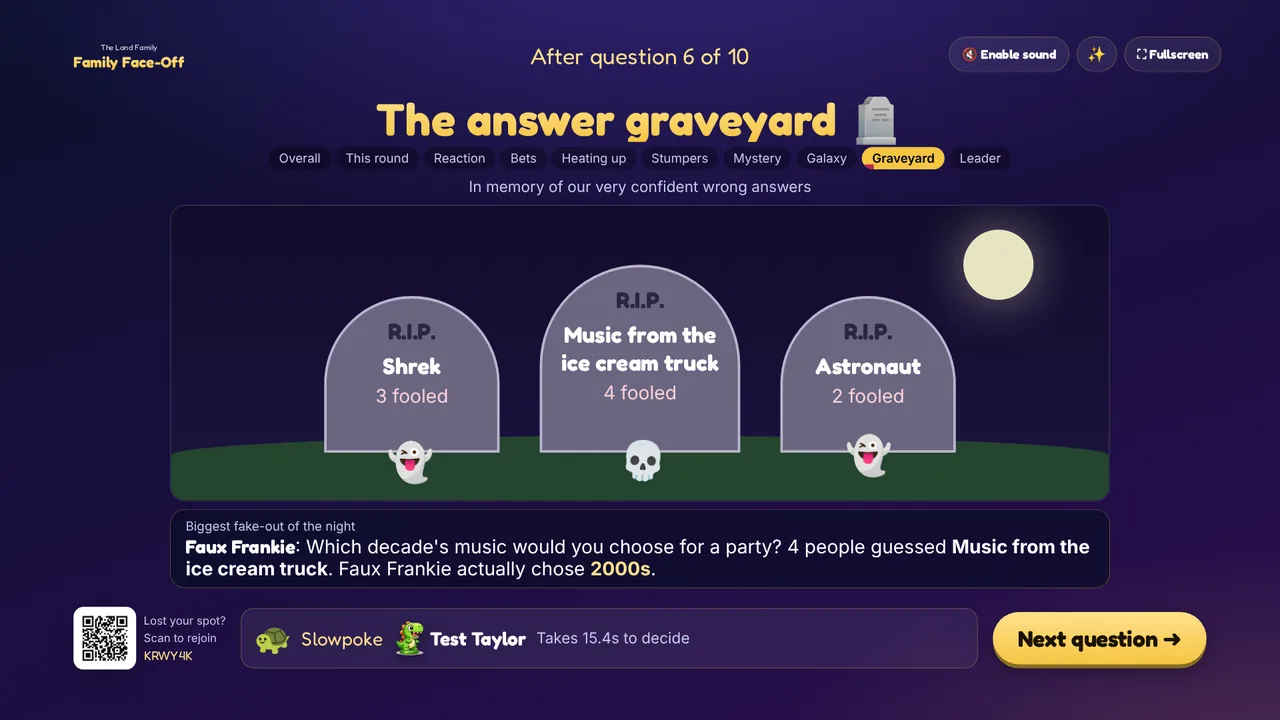 The Land Family
Family Face-Off
After question 6 of 10
Enable sound
Fullscreen
The answer graveyard
Overall
This round
Reaction
Bets
Heating up
Stumpers
Mystery
Galaxy
Graveyard
Leader
In memory of our very confident wrong answers
R.I.P.
Shrek
3 fooled
R.I.P.
Music from the
ice cream truck
4 fooled
R.I.P.
Astronaut
2 fooled
Biggest fake-out of the night
Faux Frankie: Which decade's music would you choose for a party? 4 people guessed Music from the
ice cream truck. Faux Frankie actually chose 2000s.
Lost your spot?
Scan to rejoin
KRWY4K
Slowpoke
Test Taylor
Takes 15.4s to decide
Next question →